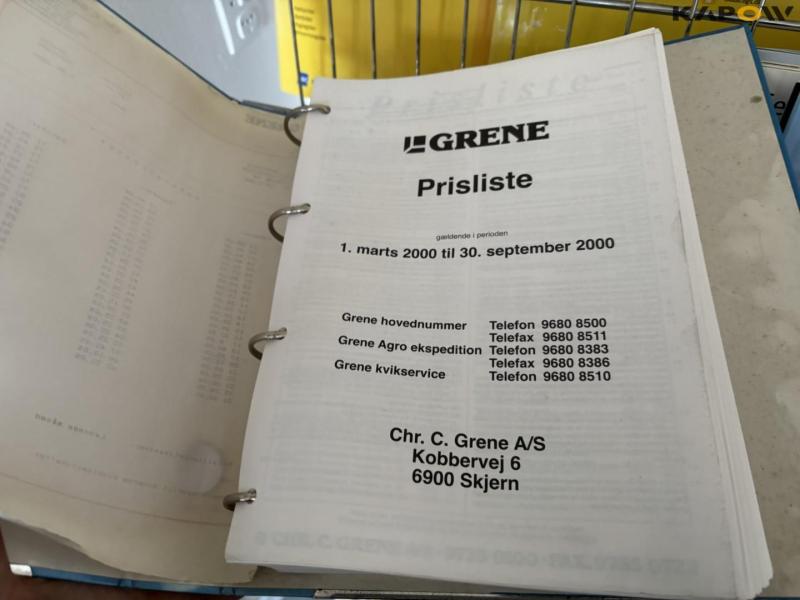 KAPOW
GRENE
Prisliste
gældende i perioden
1. marts 2000 til 30. september 2000
Grene hovednummer Telefon 9680 8500
Telefax 9680 8511
Grene Agro ekspedition Telefon 9680 8383
Telefax 9680 8386
Grene kvikservice Telefon 9680 8510
Chr. C. Grene A/S
Kobbervej 6
6900 Skjern